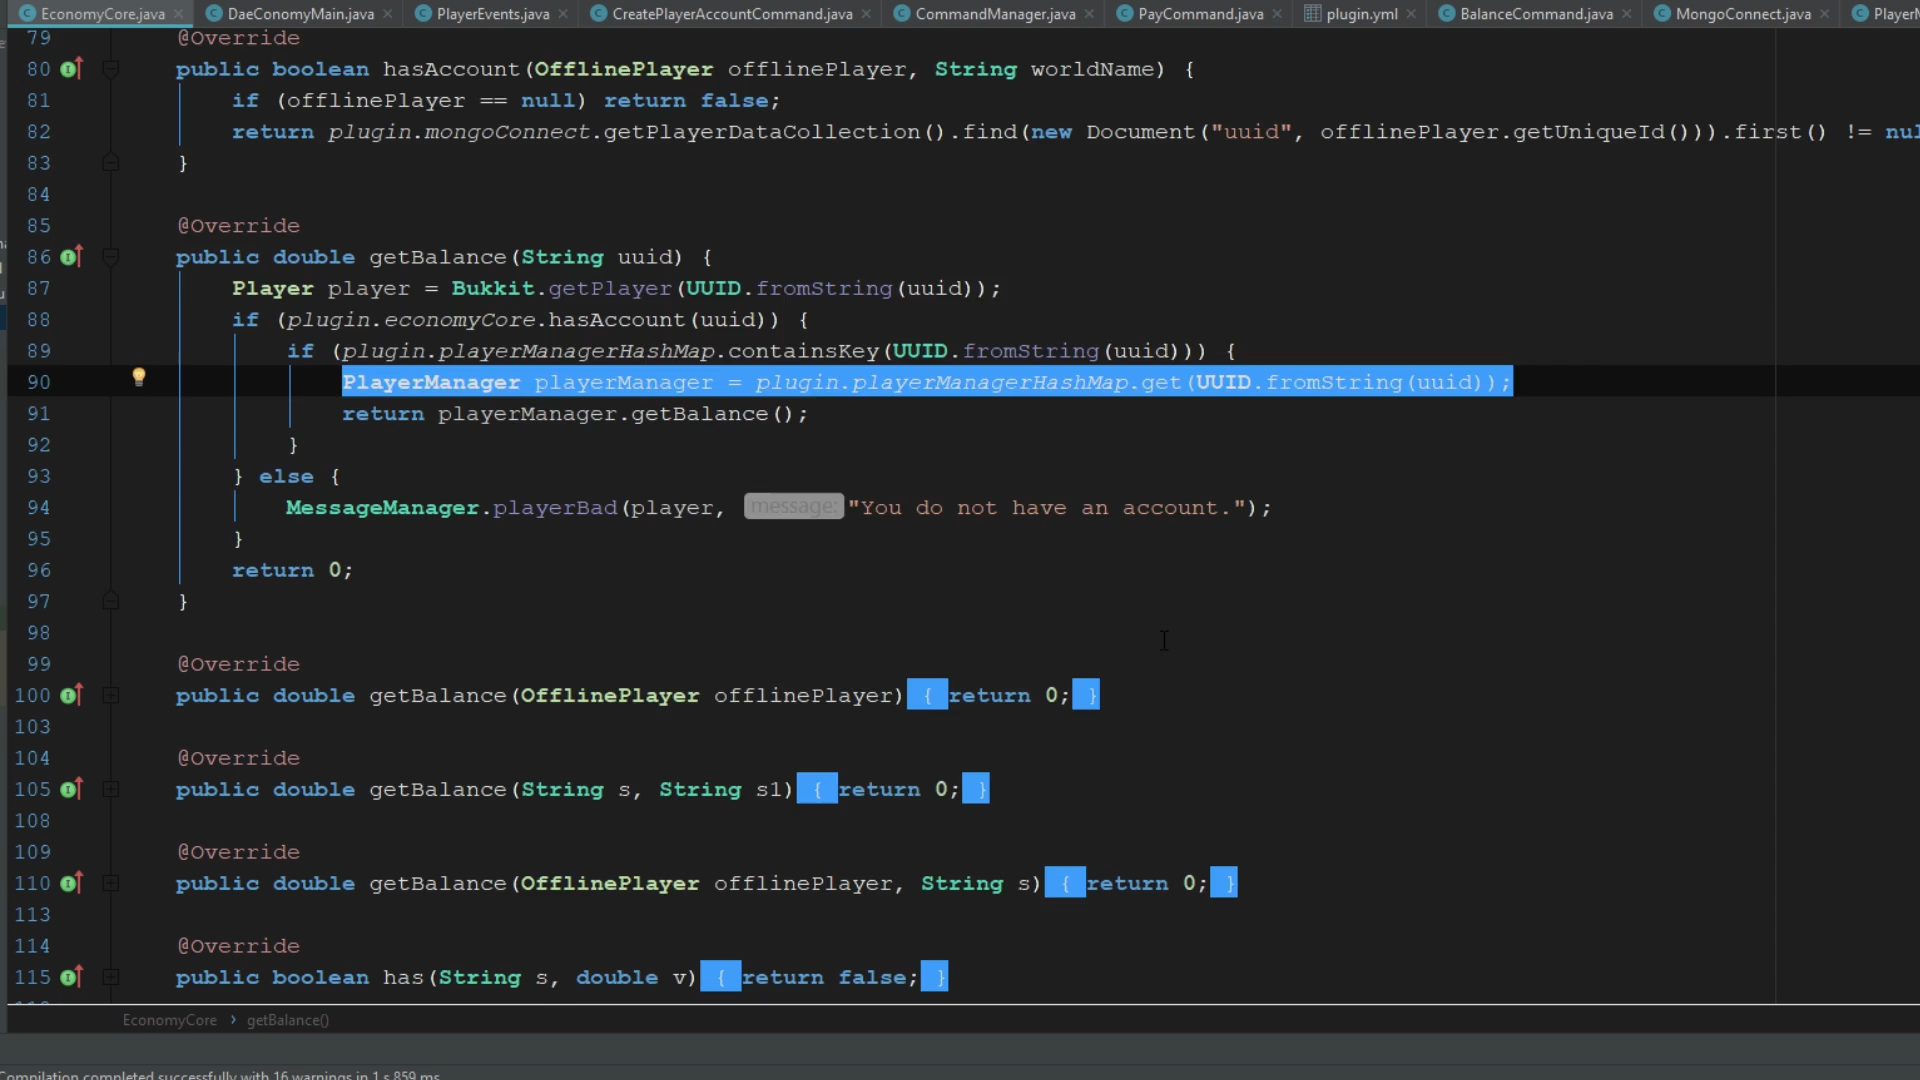 EconomyCore.java DaeConomyMain.java PlayerEvents.java CreatePlayerAccountCommand.java CommandManager.java PayCommand.java plugin.yml BalanceCommand.java MongoConnect.java
79 @Override
80 public boolean hasAccount(OfflinePlayer offlinePlayer, String worldName) {
81 if (offlinePlayer == null) return false;
82 return plugin.mongoConnect.getPlayerDataCollection().find(new Document("uuid", offlinePlayer.getUniqueId())).first() !=
83 }
84
85 @Override
86 public double getBalance(String uuid) {
87 Player player = Bukkit.getPlayer(UUID.fromString(uuid));
88 if (plugin.economyCore.hasAccount(uuid)) {
89 if (plugin.playerManagerHashMap.containsKey(UUID.fromString(uuid))) {
90 PlayerManager playerManager = plugin.playerManagerHashMap.get(UUID.fromString(uuid));
91 return playerManager.getBalance();
92 }
93 } else {
94 MessageManager.playerBad(player, message: "You do not have an account.");
95 }
96 return 0;
97 }
98
99 @Override
100 public double getBalance(OfflinePlayer offlinePlayer) { return 0; }
103
104 @Override
105 public double getBalance(String s, String s1) { return 0; }
108
109 @Override
110 public double getBalance(OfflinePlayer offlinePlayer, String s) { return 0; }
113
114 @Override
115 public boolean has(String s, double v) { return false; }
EconomyCore › getBalance()
Compilation completed successfully with 16 warnings in 1 s 859 ms